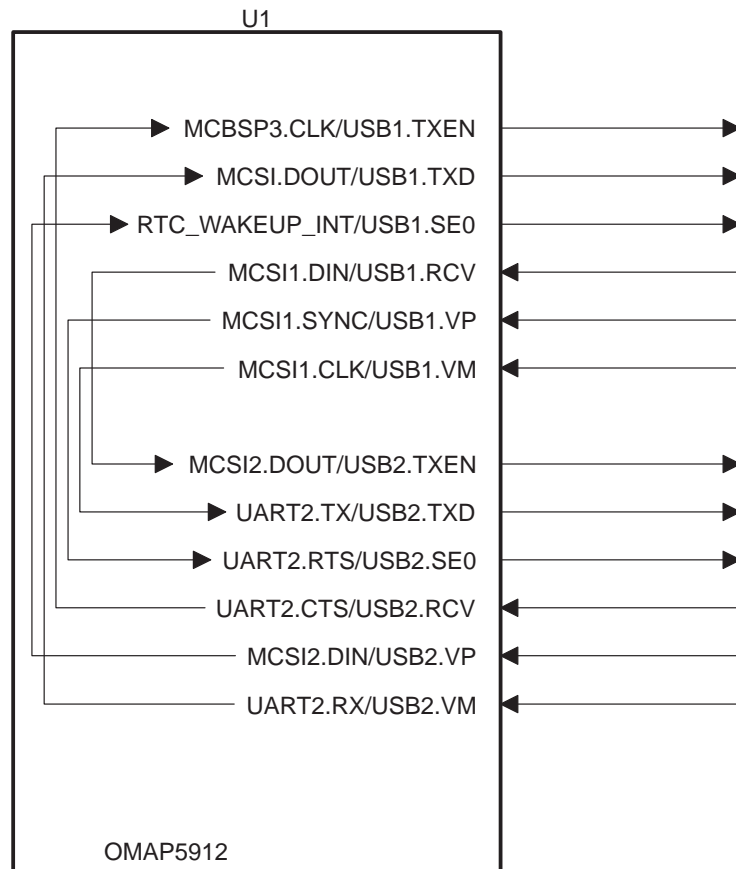 U1
MCBSP3.CLK/USB1.TXEN
MCSI.DOUT/USB1.TXD
RTC_WAKEUP_INT/USB1.SE0
MCSI1.DIN/USB1.RCV
MCSI1.SYNC/USB1.VP
MCSI1.CLK/USB1.VM
MCSI2.DOUT/USB2.TXEN
UART2.TX/USB2.TXD
UART2.RTS/USB2.SE0
UART2.CTS/USB2.RCV
MCSI2.DIN/USB2.VP
UART2.RX/USB2.VM
OMAP5912